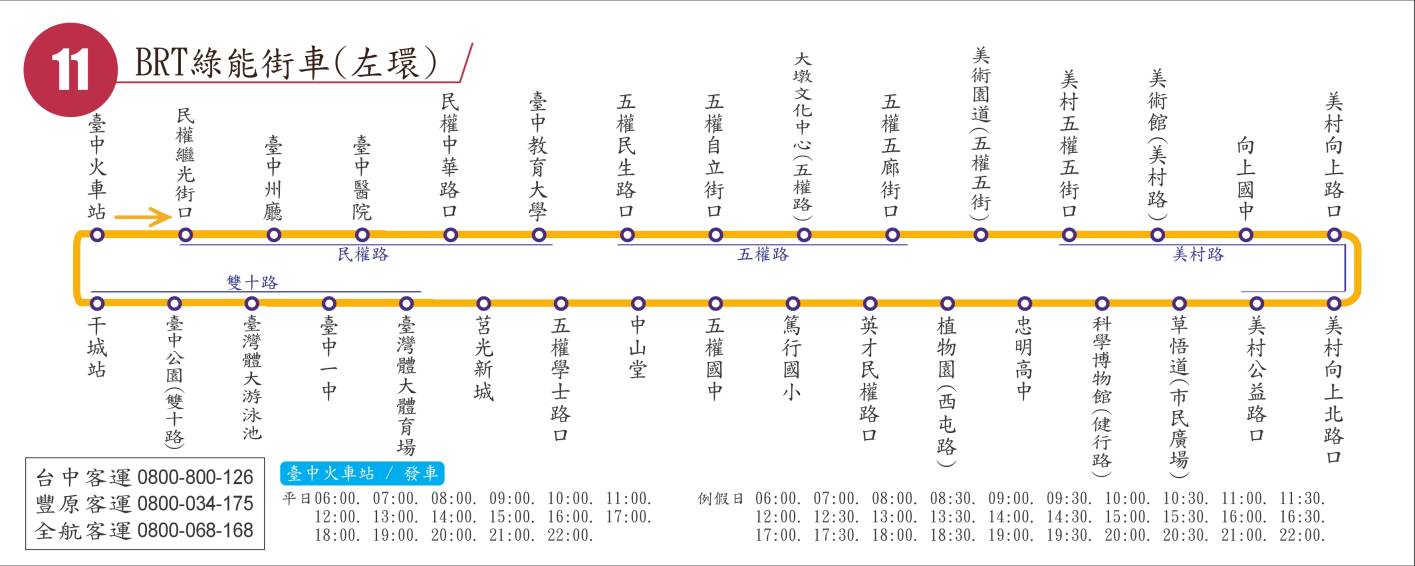 11
BRT綠能街車(左環)
臺中火車站
民權繼光街口
臺中州廳
臺中醫院
民權中華路口
臺中教育大學
五權民生路口
五權自立街口
大墩文化中心(五權路)
五權五廊街口
美術園道(五權五街)
美村五權五街口
美術館(美村路)
向上國中
美村向上路口
民權路
五權路
美村路
雙十路
干城站
臺中公園(雙十路)
臺灣體大游泳池
臺中一中
臺灣體大體育場
莒光新城
五權學士路口
中山堂
五權國中
篤行國小
英才民權路口
植物園(西屯路)
忠明高中
科學博物館(健行路)
草悟道(市民廣場)
美村公益路口
美村向上北路口
台中客運 0800-800-126
豐原客運 0800-034-175
全航客運 0800-068-168
臺中火車站 / 發車
平日06:00. 07:00. 08:00. 09:00. 10:00. 11:00.
12:00. 13:00. 14:00. 15:00. 16:00. 17:00.
18:00. 19:00. 20:00. 21:00. 22:00.
例假日 06:00. 07:00. 08:00. 08:30. 09:00. 09:30. 10:00. 10:30. 11:00. 11:30.
12:00. 12:30. 13:00. 13:30. 14:00. 14:30. 15:00. 15:30. 16:00. 16:30.
17:00. 17:30. 18:00. 18:30. 19:00. 19:30. 20:00. 20:30. 21:00. 22:00.